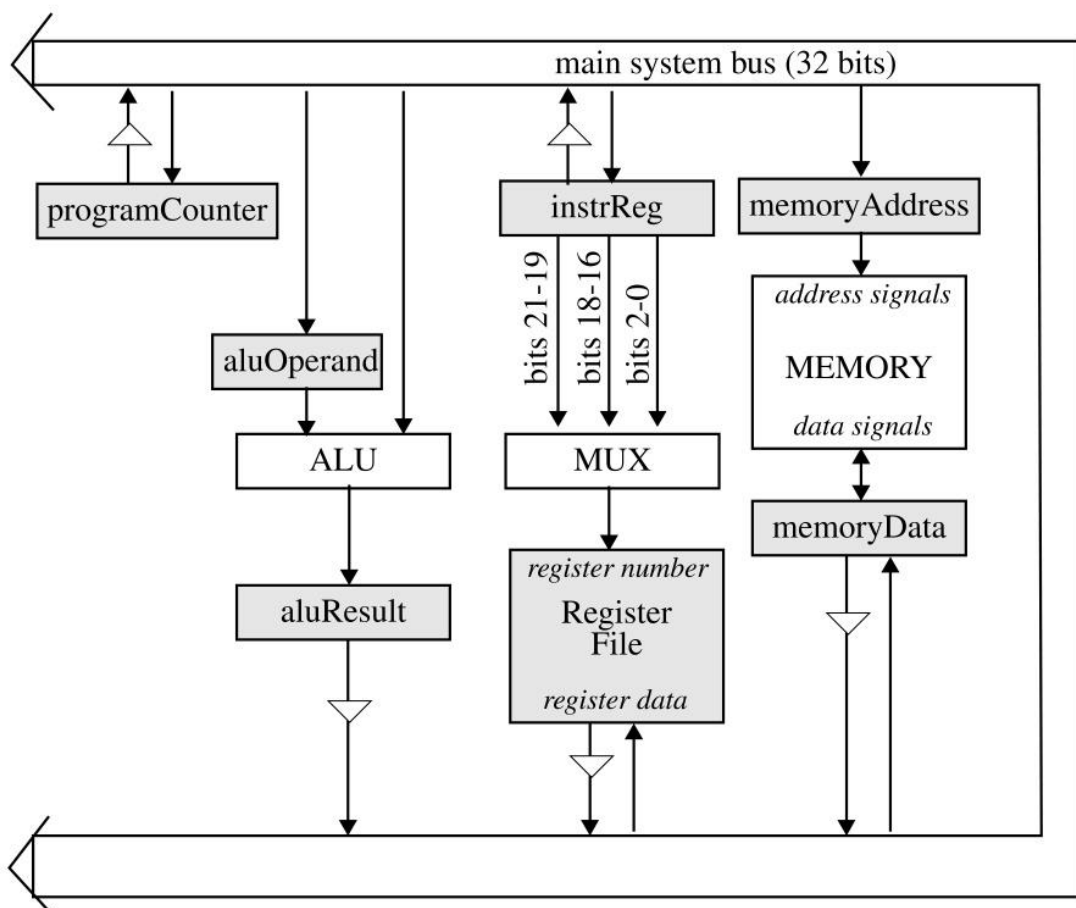 main system bus (32 bits)
programCounter
instrReg
memoryAddress
bits 21-19
bits 18-16
bits 2-0
address signals
MEMORY
data signals
aluOperand
ALU
MUX
memoryData
register number
Register
File
register data
aluResult